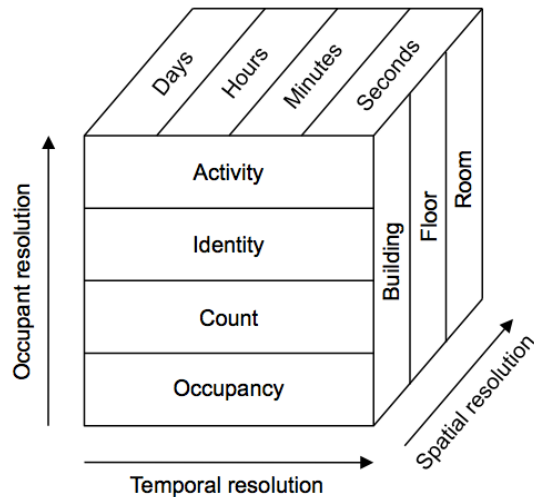 Days
Hours
Minutes
Seconds
Activity
Identity
Count
Occupancy
Building
Floor
Room
Occupant resolution
Temporal resolution
Spatial resolution